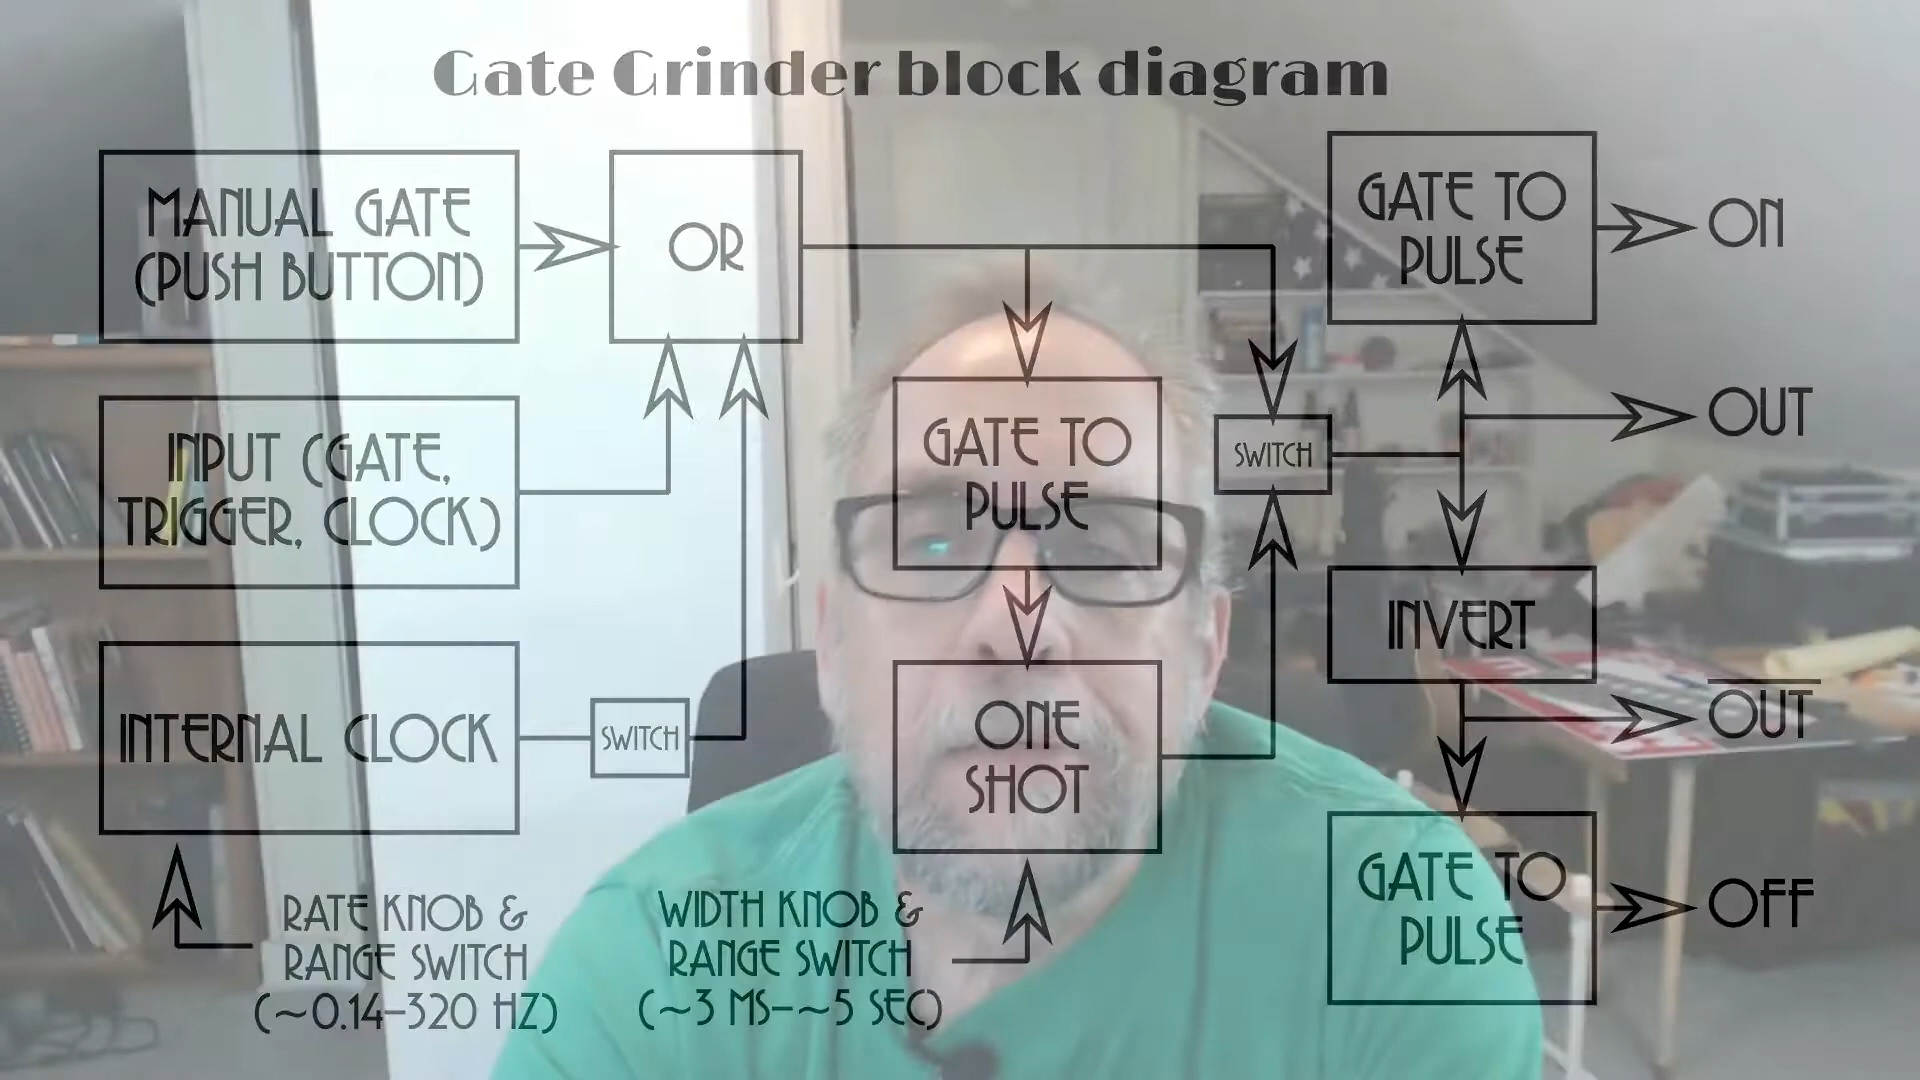 Gate Grinder block diagram
MANUAL GATE
(PUSH BUTTON)
OR
GATE TO
PULSE
ON
INPUT (GATE,
TRIGGER, CLOCK)
GATE TO
PULSE
SWITCH
OUT
INVERT
INTERNAL CLOCK
SWITCH
ONE
SHOT
OUT
GATE TO
PULSE
OFF
RATE KNOB &
RANGE SWITCH
(~0.14–320 HZ)
WIDTH KNOB &
RANGE SWITCH
(~3 MS–~5 SEC)